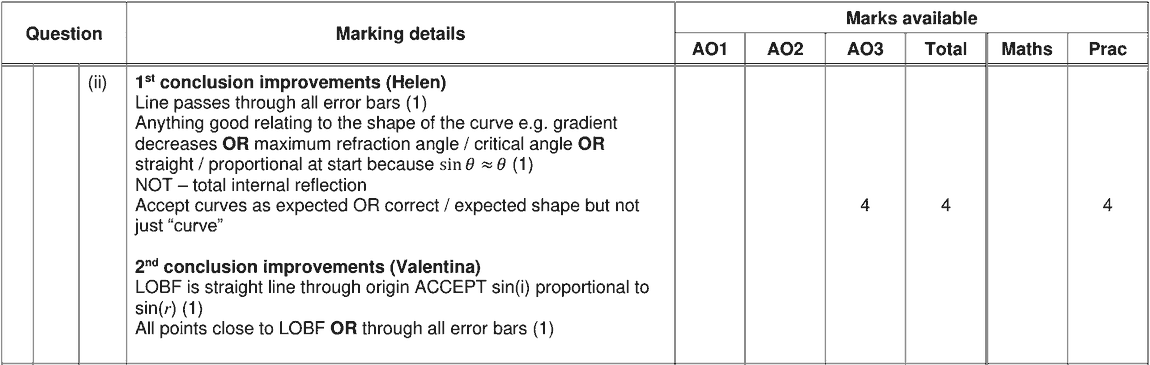 Question Marking details Marks available
AO1 AO2 AO3 Total Maths Prac
(ii) 1st conclusion improvements (Helen)
Line passes through all error bars (1)
Anything good relating to the shape of the curve e.g. gradient
decreases OR maximum refraction angle / critical angle OR
straight / proportional at start because sin θ ≈ θ (1)
NOT – total internal reflection
Accept curves as expected OR correct / expected shape but not 4 4 4
just “curve”
2nd conclusion improvements (Valentina)
LOBF is straight line through origin ACCEPT sin(i) proportional to
sin(r) (1)
All points close to LOBF OR through all error bars (1)